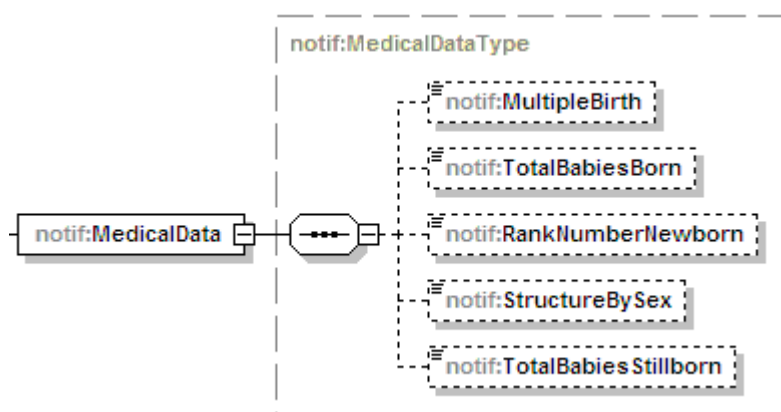 notif:MedicalDataType
notif:MultipleBirth
notif:TotalBabiesBorn
notif:MedicalData
notif:RankNumberNewborn
notif:StructureBySex
notif:TotalBabiesStillborn